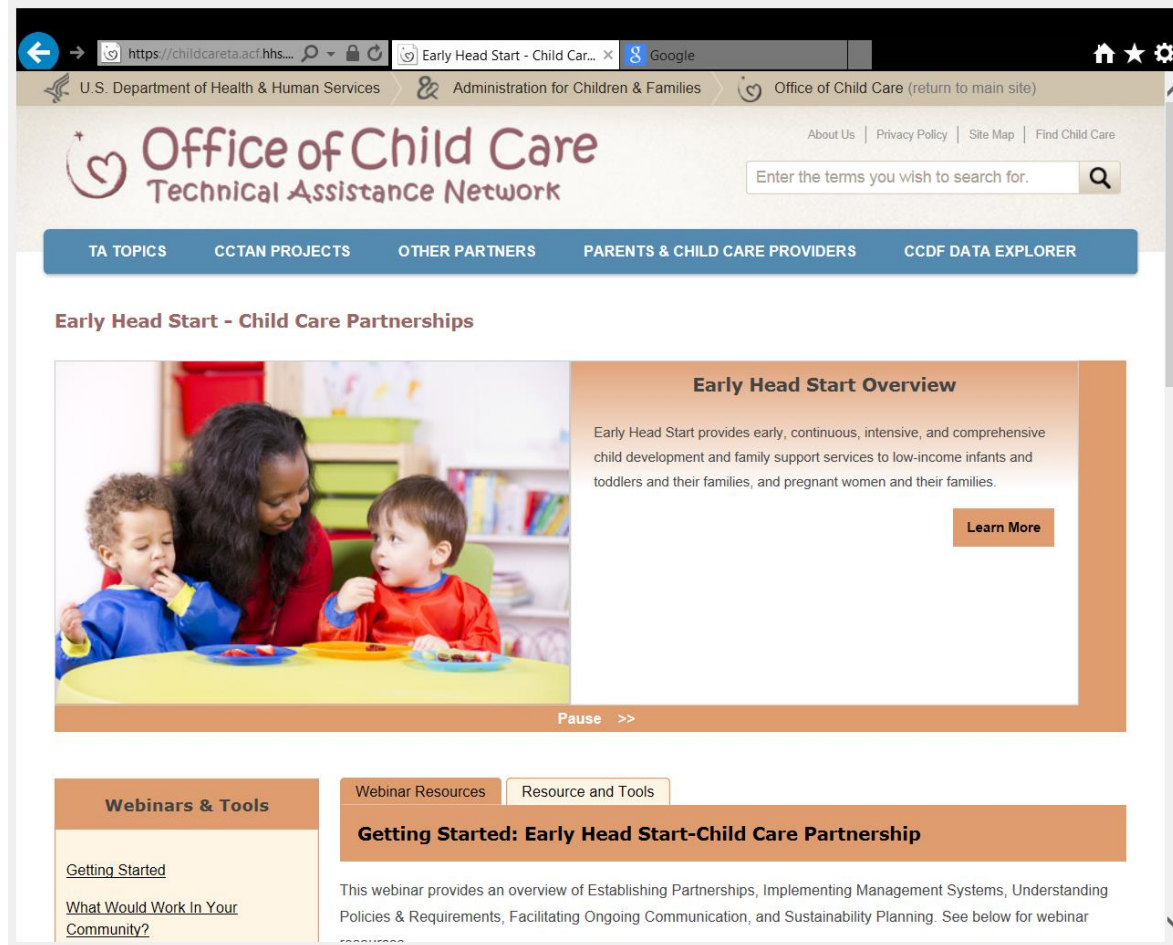 https://childcareta.acf.hhs....
Early Head Start - Child Car...
Google
U.S. Department of Health & Human Services
Administration for Children & Families
Office of Child Care (return to main site)
About Us | Privacy Policy | Site Map | Find Child Care
Office of Child Care
Technical Assistance Network
Enter the terms you wish to search for.
TA TOPICS
CCTAN PROJECTS
OTHER PARTNERS
PARENTS & CHILD CARE PROVIDERS
CCDF DATA EXPLORER
Early Head Start - Child Care Partnerships
Early Head Start Overview
Early Head Start provides early, continuous, intensive, and comprehensive
child development and family support services to low-income infants and
toddlers and their families, and pregnant women and their families.
Learn More
Pause >>
Webinars & Tools
Getting Started
What Would Work In Your
Community?
Webinar Resources
Resource and Tools
Getting Started: Early Head Start-Child Care Partnership
This webinar provides an overview of Establishing Partnerships, Implementing Management Systems, Understanding
Policies & Requirements, Facilitating Ongoing Communication, and Sustainability Planning. See below for webinar